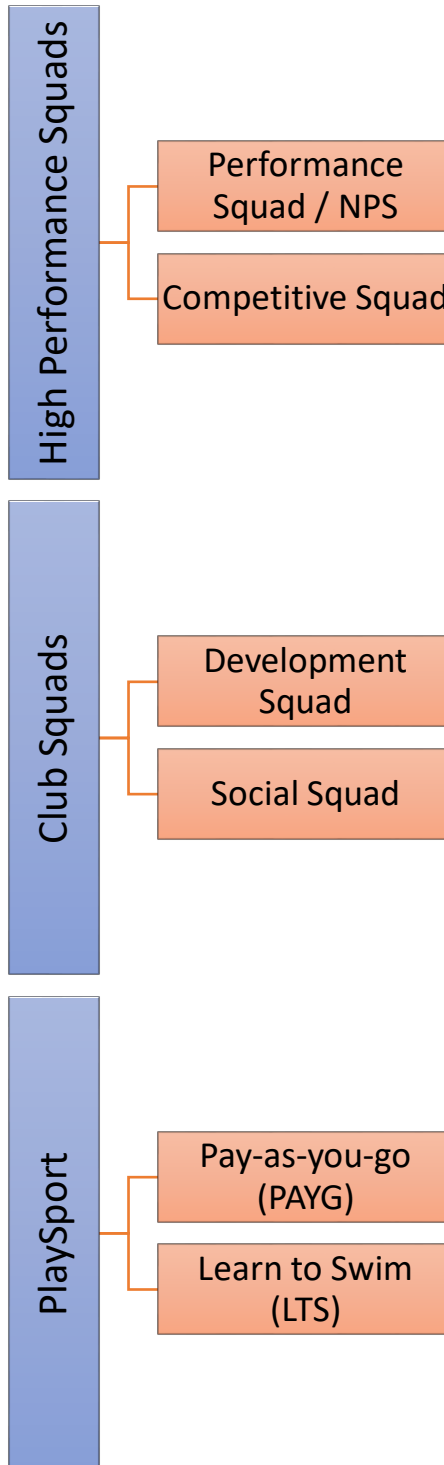 High Performance Squads
Performance
Squad / NPS
Competitive Squad
Club Squads
Development
Squad
Social Squad
PlaySport
Pay-as-you-go
(PAYG)
Learn to Swim
(LTS)